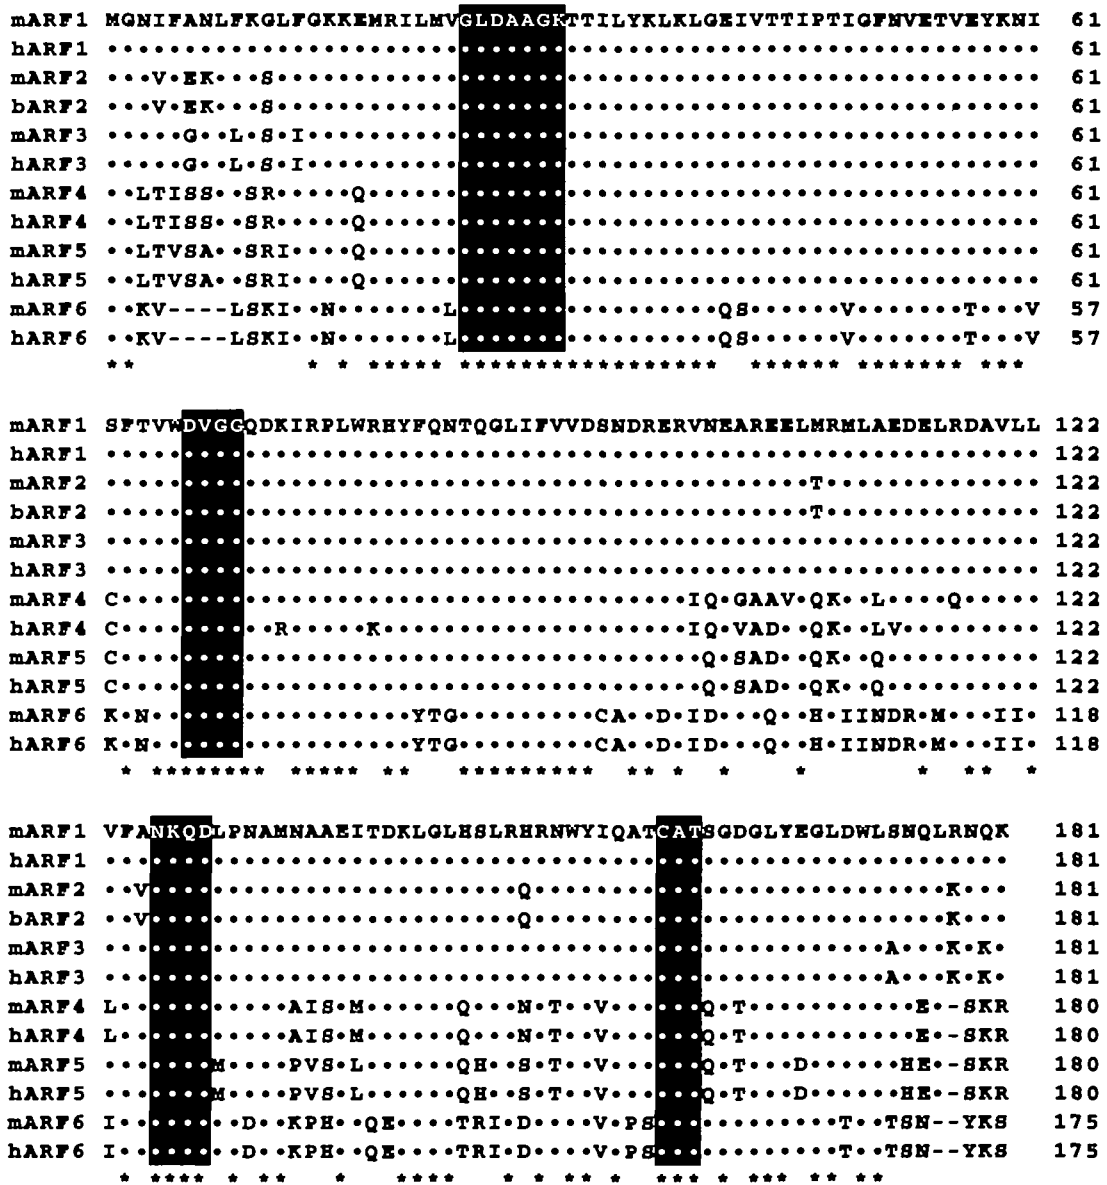 mARF1 MGNIFANLFKGLFGKKEMRILMVGLDAAGKTTILYKLKLGEIVTTIPTIGFNVETVEYKNI 61
hARF1 ••••••••••••••••••••••••••••••••••••••••••••••••••••••••••••• 61
mARF2 •••V•EK•••S•••••••••••••••••••••••••••••••••••••••••••••••••• 61
bARF2 •••V•EK•••S•••••••••••••••••••••••••••••••••••••••••••••••••• 61
mARF3 •••••G••L•S•I•••••••••••••••••••••••••••••••••••••••••••••••• 61
hARF3 •••••G••L•S•I•••••••••••••••••••••••••••••••••••••••••••••••• 61
mARF4 ••LTISS••SR•••••Q•••••••••••••••••••••••••••••••••••••••••••• 61
hARF4 ••LTISS••SR•••••Q•••••••••••••••••••••••••••••••••••••••••••• 61
mARF5 ••LTVSA••SRI••••Q•••••••••••••••••••••••••••••••••••••••••••• 61
hARF5 ••LTVSA••SRI••••Q•••••••••••••••••••••••••••••••••••••••••••• 61
mARF6 ••KV----LSKI••N•••••••L•••••••••••••••••QS••••••V•••••••T•••V 57
hARF6 ••KV----LSKI••N•••••••L•••••••••••••••••QS••••••V•••••••T•••V 57
**           * * ***** *****************  ****** ******* ***
mARF1 SFTVWDVGGQDKIRPLWRHYFQNTQGLIFVVDSNDRERVNEAREELMRMLAEDELRDAVLL 122
hARF1 ••••••••••••••••••••••••••••••••••••••••••••••••••••••••••••• 122
mARF2 ••••••••••••••••••••••••••••••••••••••••••••••T•••••••••••••• 122
bARF2 ••••••••••••••••••••••••••••••••••••••••••••••T•••••••••••••• 122
mARF3 ••••••••••••••••••••••••••••••••••••••••••••••••••••••••••••• 122
hARF3 ••••••••••••••••••••••••••••••••••••••••••••••••••••••••••••• 122
mARF4 C•••••••••••••••••••••••••••••••••••••IQ•GAAV•QK••L••••Q••••• 122
hARF4 C••••••••••R•••••K••••••••••••••••••••IQ•VAD••QK••LV••••••••• 122
mARF5 C••••••••••••••••••••••••••••••••••••••Q•SAD••QK••Q•••••••••• 122
hARF5 C••••••••••••••••••••••••••••••••••••••Q•SAD••QK••Q•••••••••• 122
mARF6 K•N•••••••••••••••••YTG•••••••••CA••D•ID•••Q••H•IINDR•M•••II• 118
hARF6 K•N•••••••••••••••••YTG•••••••••CA••D•ID•••Q••H•IINDR•M•••II• 118
* ******** ***** **   *********  ** *  *    *       *  **  *
mARF1 VFANKQDLPNAMNAAEITDKLGLHSLRHRNWYIQATCATSGDGLYEGLDWLSNQLRNQK 181
hARF1 ••••••••••••••••••••••••••••••••••••••••••••••••••••••••••• 181
mARF2 ••V••••••••••••••••••••••••Q•••••••••••••••••••••••••••K••• 181
bARF2 ••V••••••••••••••••••••••••Q•••••••••••••••••••••••••••K••• 181
mARF3 •••••••••••••••••••••••••••••••••••••••••••••••••••A•••K•K• 181
hARF3 •••••••••••••••••••••••••••••••••••••••••••••••••••A•••K•K• 181
mARF4 L•••••••••••AIS•M••••••Q•••N•T••V••••••Q•T•••••••••••E•-SKR 180
hARF4 L•••••••••••AIS•M••••••Q•••N•T••V••••••Q•T•••••••••••E•-SKR 180
mARF5 •••••••M••••PVS•L••••••QH••S•T••V••••••Q•T•••D••••••HE•-SKR 180
hARF5 •••••••M••••PVS•L••••••QH••S•T••V••••••Q•T•••D••••••HE•-SKR 180
mARF6 I••••••••D••KPH••QE••••TRI•D••••V•PS••••••••••••T••TSN--YKS 175
hARF6 I••••••••D••KPH••QE••••TRI•D••••V•PS••••••••••••T••TSN--YKS 175
* **** * **   *   ****   * * *  *  *** * *** ** **